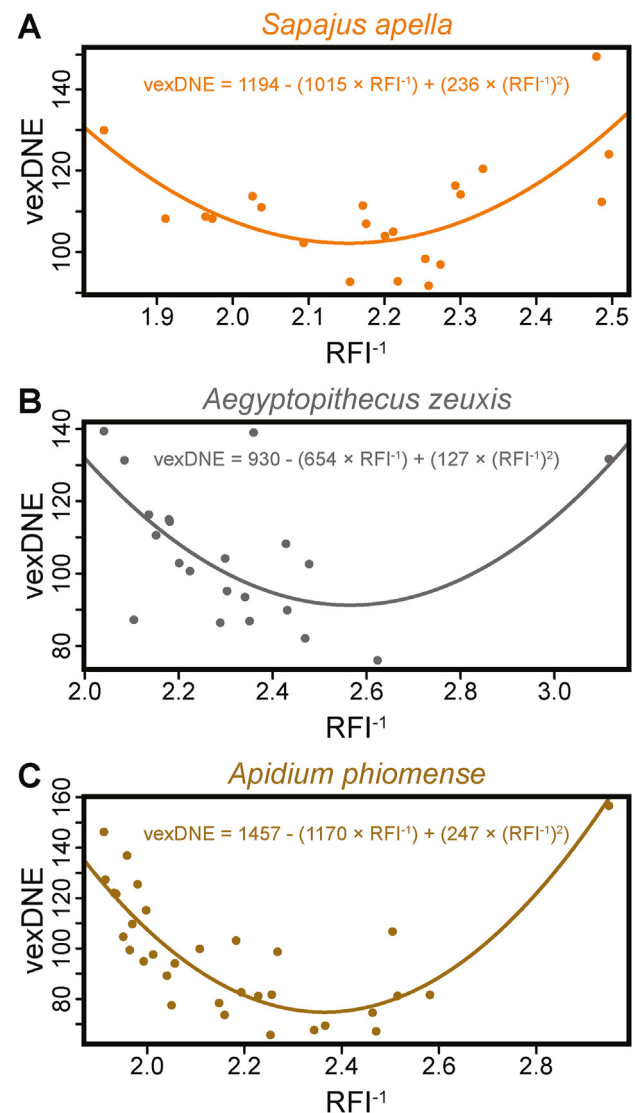 A
Sapajus apella
vexDNE = 1194 - (1015 × RFI⁻¹) + (236 × (RFI⁻¹)²)
vexDNE
140
120
100
1.9 2.0 2.1 2.2 2.3 2.4 2.5
RFI⁻¹
B
Aegyptopithecus zeuxis
vexDNE = 930 - (654 × RFI⁻¹) + (127 × (RFI⁻¹)²)
vexDNE
140
120
100
80
2.0 2.2 2.4 2.6 2.8 3.0
RFI⁻¹
C
Apidium phiomense
vexDNE = 1457 - (1170 × RFI⁻¹) + (247 × (RFI⁻¹)²)
vexDNE
160
140
120
100
80
2.0 2.2 2.4 2.6 2.8
RFI⁻¹